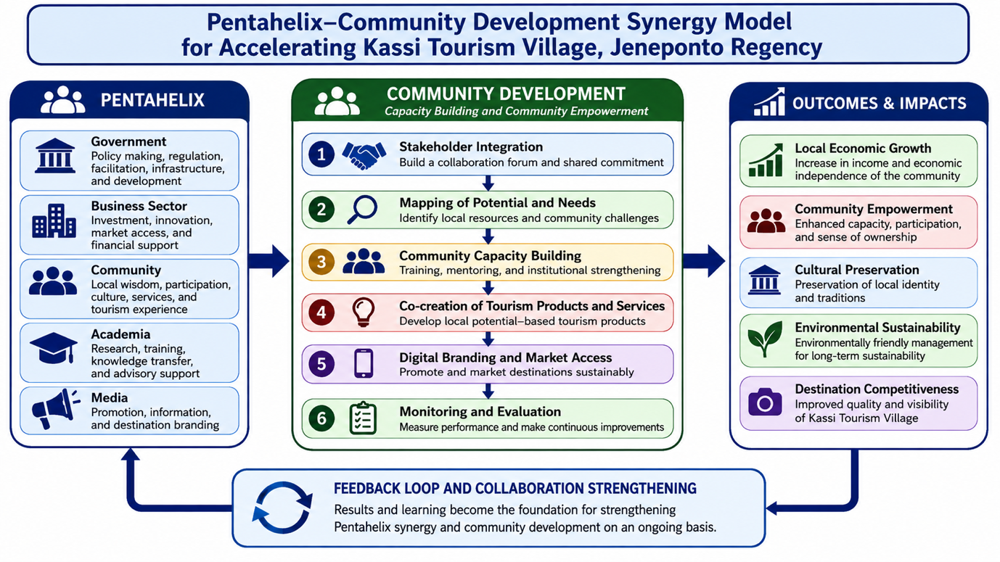 Pentahelix–Community Development Synergy Model
for Accelerating Kassi Tourism Village, Jeneponto Regency
PENTAHELIX
Government
Policy making, regulation,
facilitation, infrastructure,
and development
Business Sector
Investment, innovation,
market access, and
financial support
Community
Local wisdom, participation,
culture, services, and
tourism experience
Academia
Research, training,
knowledge transfer,
and advisory support
Media
Promotion, information,
and destination branding
COMMUNITY DEVELOPMENT
Capacity Building and Community Empowerment
1
Stakeholder Integration
Build a collaboration forum and shared commitment
2
Mapping of Potential and Needs
Identify local resources and community challenges
3
Community Capacity Building
Training, mentoring, and institutional strengthening
4
Co-creation of Tourism Products and Services
Develop local potential–based tourism products
5
Digital Branding and Market Access
Promote and market destinations sustainably
6
Monitoring and Evaluation
Measure performance and make continuous improvements
OUTCOMES & IMPACTS
Local Economic Growth
Increase in income and economic
independence of the community
Community Empowerment
Enhanced capacity, participation,
and sense of ownership
Cultural Preservation
Preservation of local identity
and traditions
Environmental Sustainability
Environmentally friendly management
for long-term sustainability
Destination Competitiveness
Improved quality and visibility
of Kassi Tourism Village
FEEDBACK LOOP AND COLLABORATION STRENGTHENING
Results and learning become the foundation for strengthening
Pentahelix synergy and community development on an ongoing basis.